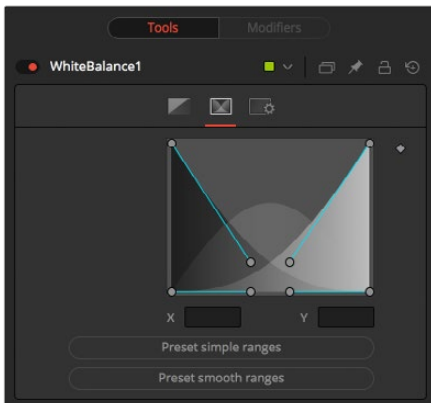 Tools Modifiers
WhiteBalance1
X Y
Preset simple ranges
Preset smooth ranges